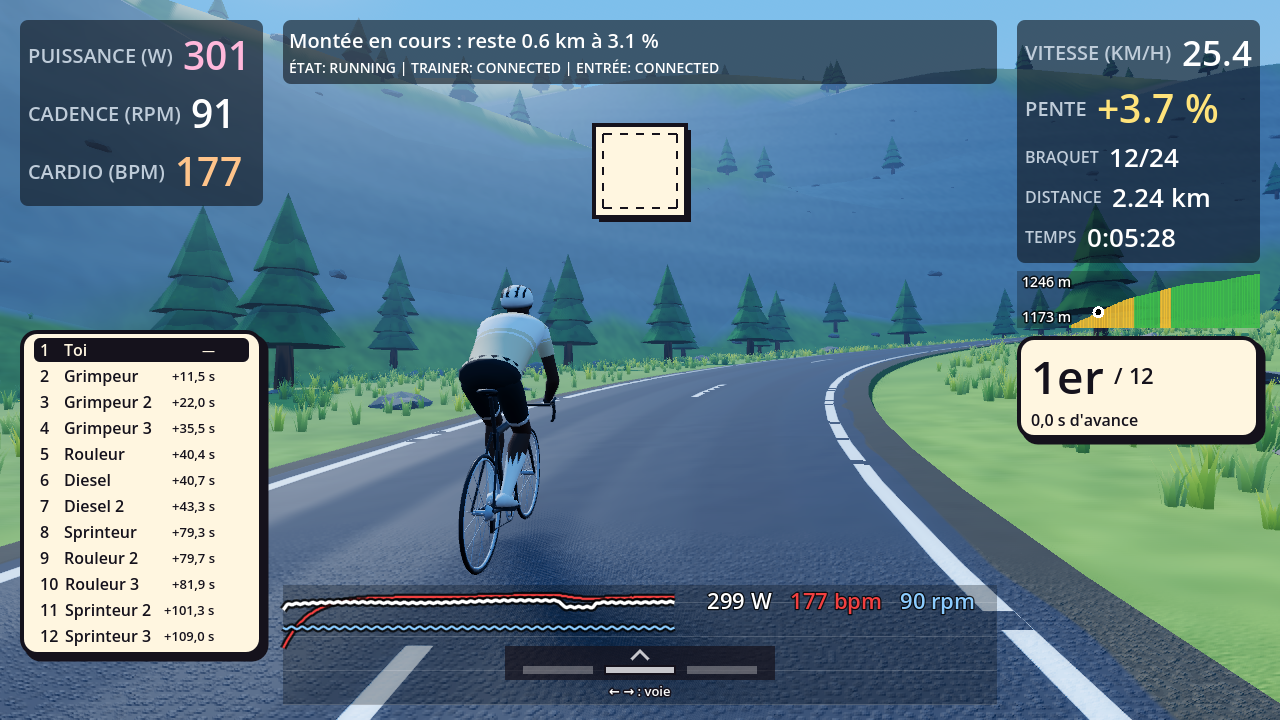 PUISSANCE (W) 301
CADENCE (RPM) 91
CARDIO (BPM) 177
Montée en cours : reste 0.6 km à 3.1 %
ÉTAT: RUNNING | TRAINER: CONNECTED | ENTRÉE: CONNECTED
VITESSE (KM/H) 25.4
PENTE +3.7 %
BRAQUET 12/24
DISTANCE 2.24 km
TEMPS 0:05:28
1246 m
1173 m
1er / 12
0,0 s d'avance
1 Toi —
2 Grimpeur +11,5 s
3 Grimpeur 2 +22,0 s
4 Grimpeur 3 +35,5 s
5 Rouleur +40,4 s
6 Diesel +40,7 s
7 Diesel 2 +43,3 s
8 Sprinteur +79,3 s
9 Rouleur 2 +79,7 s
10 Rouleur 3 +81,9 s
11 Sprinteur 2 +101,3 s
12 Sprinteur 3 +109,0 s
299 W 177 bpm 90 rpm
← → : voie